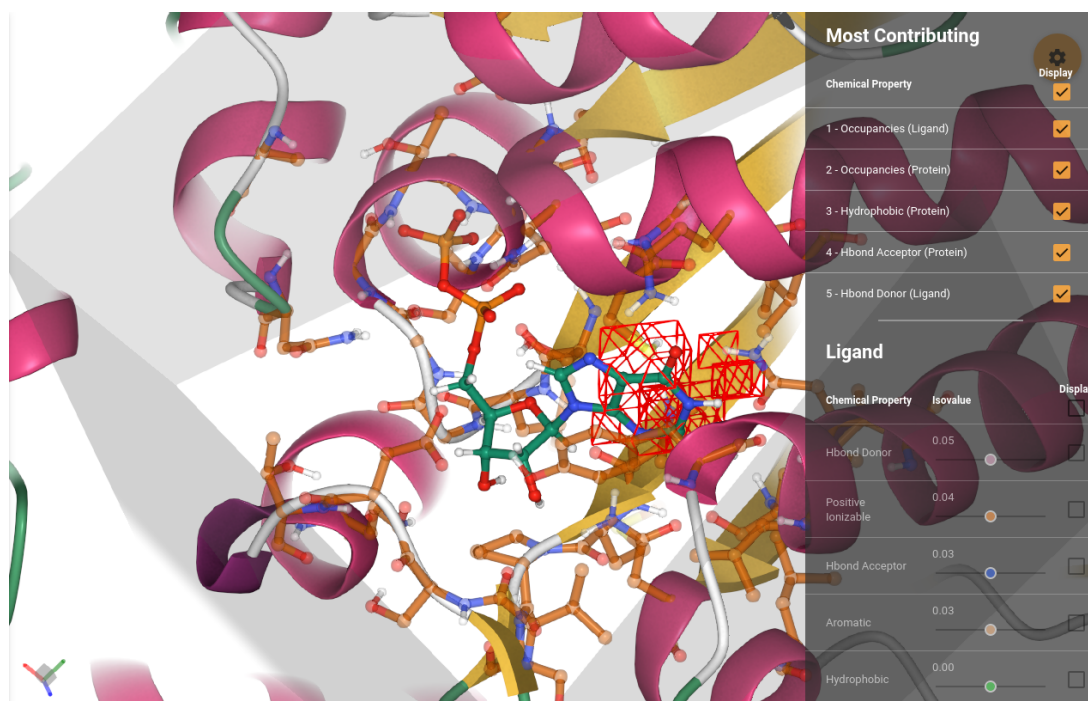 Most Contributing
Chemical Property Display
1 - Occupancies (Ligand)
2 - Occupancies (Protein)
3 - Hydrophobic (Protein)
4 - Hbond Acceptor (Protein)
5 - Hbond Donor (Ligand)
Ligand
Chemical Property Isovalue Displa
Hbond Donor 0.05
Positive Ionizable 0.04
Hbond Acceptor 0.03
Aromatic 0.03
Hydrophobic 0.00